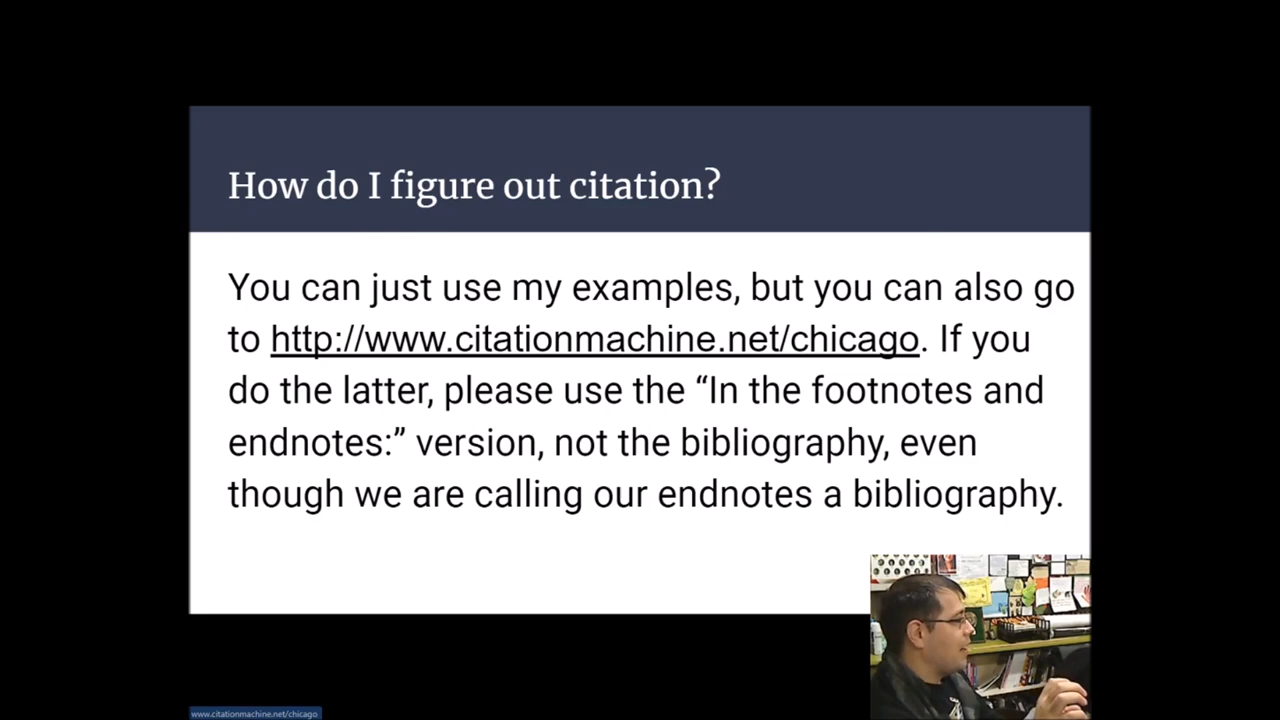 How do I figure out citation?
You can just use my examples, but you can also go
to http://www.citationmachine.net/chicago. If you
do the latter, please use the “In the footnotes and
endnotes:” version, not the bibliography, even
though we are calling our endnotes a bibliography.
www.citationmachine.net/chicago